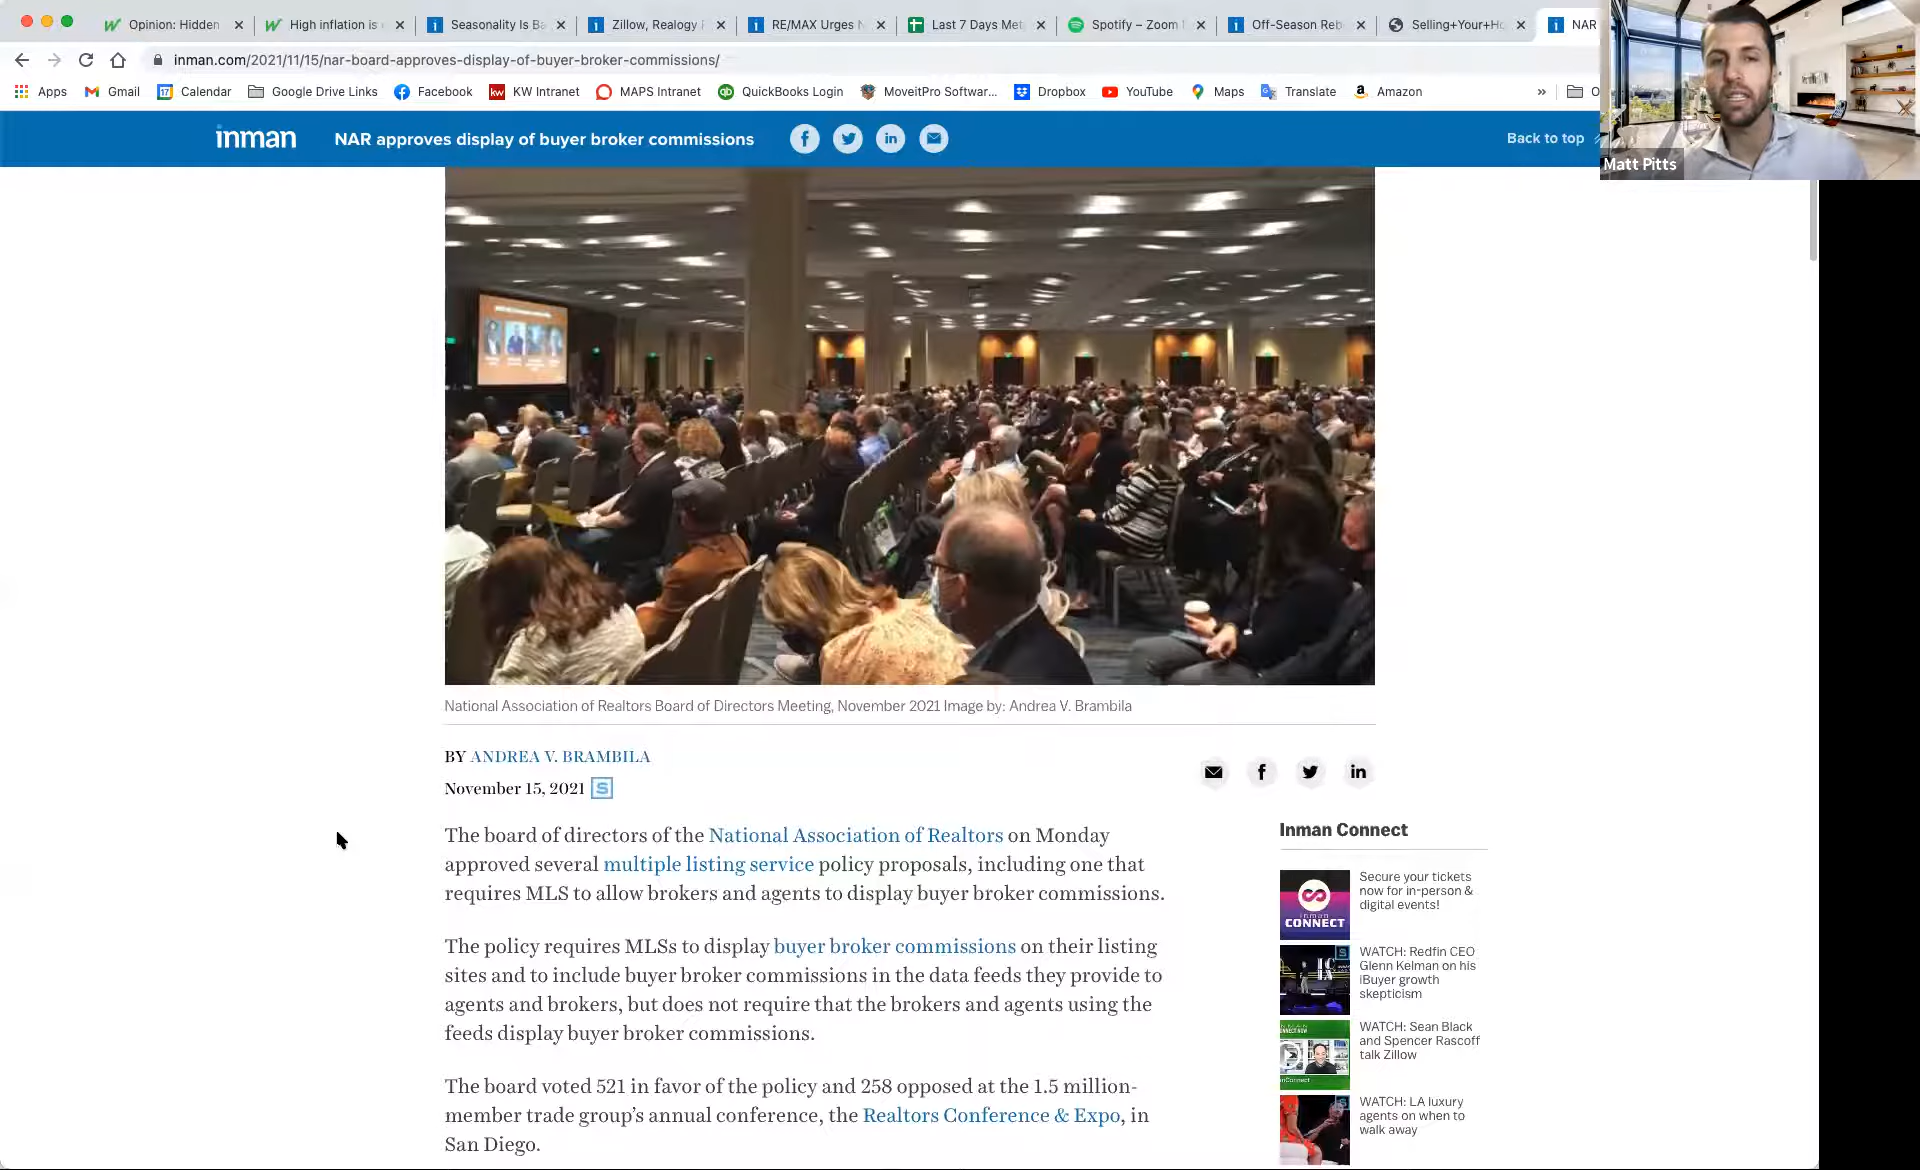 Opinion: Hidden
High inflation is
Seasonality Is Ba
Zillow, Realogy
RE/MAX Urges
Last 7 Days Met
Spotify – Zoom
Off-Season Reb
Selling+Your+Ho
NAR
inman.com/2021/11/15/nar-board-approves-display-of-buyer-broker-commissions/
Apps
Gmail
Calendar
Google Drive Links
Facebook
KW Intranet
MAPS Intranet
QuickBooks Login
MoveitPro Softwar...
Dropbox
YouTube
Maps
Translate
Amazon
»
inman
NAR approves display of buyer broker commissions
Back to top
Matt Pitts
National Association of Realtors Board of Directors Meeting, November 2021 Image by: Andrea V. Brambila
BY ANDREA V. BRAMBILA
November 15, 2021 S
The board of directors of the National Association of Realtors on Monday
approved several multiple listing service policy proposals, including one that
requires MLS to allow brokers and agents to display buyer broker commissions.
The policy requires MLSs to display buyer broker commissions on their listing
sites and to include buyer broker commissions in the data feeds they provide to
agents and brokers, but does not require that the brokers and agents using the
feeds display buyer broker commissions.
The board voted 521 in favor of the policy and 258 opposed at the 1.5 million-
member trade group's annual conference, the Realtors Conference & Expo, in
San Diego.
Inman Connect
CONNECT
Secure your tickets
now for in-person &
digital events!
WATCH: Redfin CEO
Glenn Kelman on his
iBuyer growth
skepticism
WATCH: Sean Black
and Spencer Rascoff
talk Zillow
WATCH: LA luxury
agents on when to
walk away